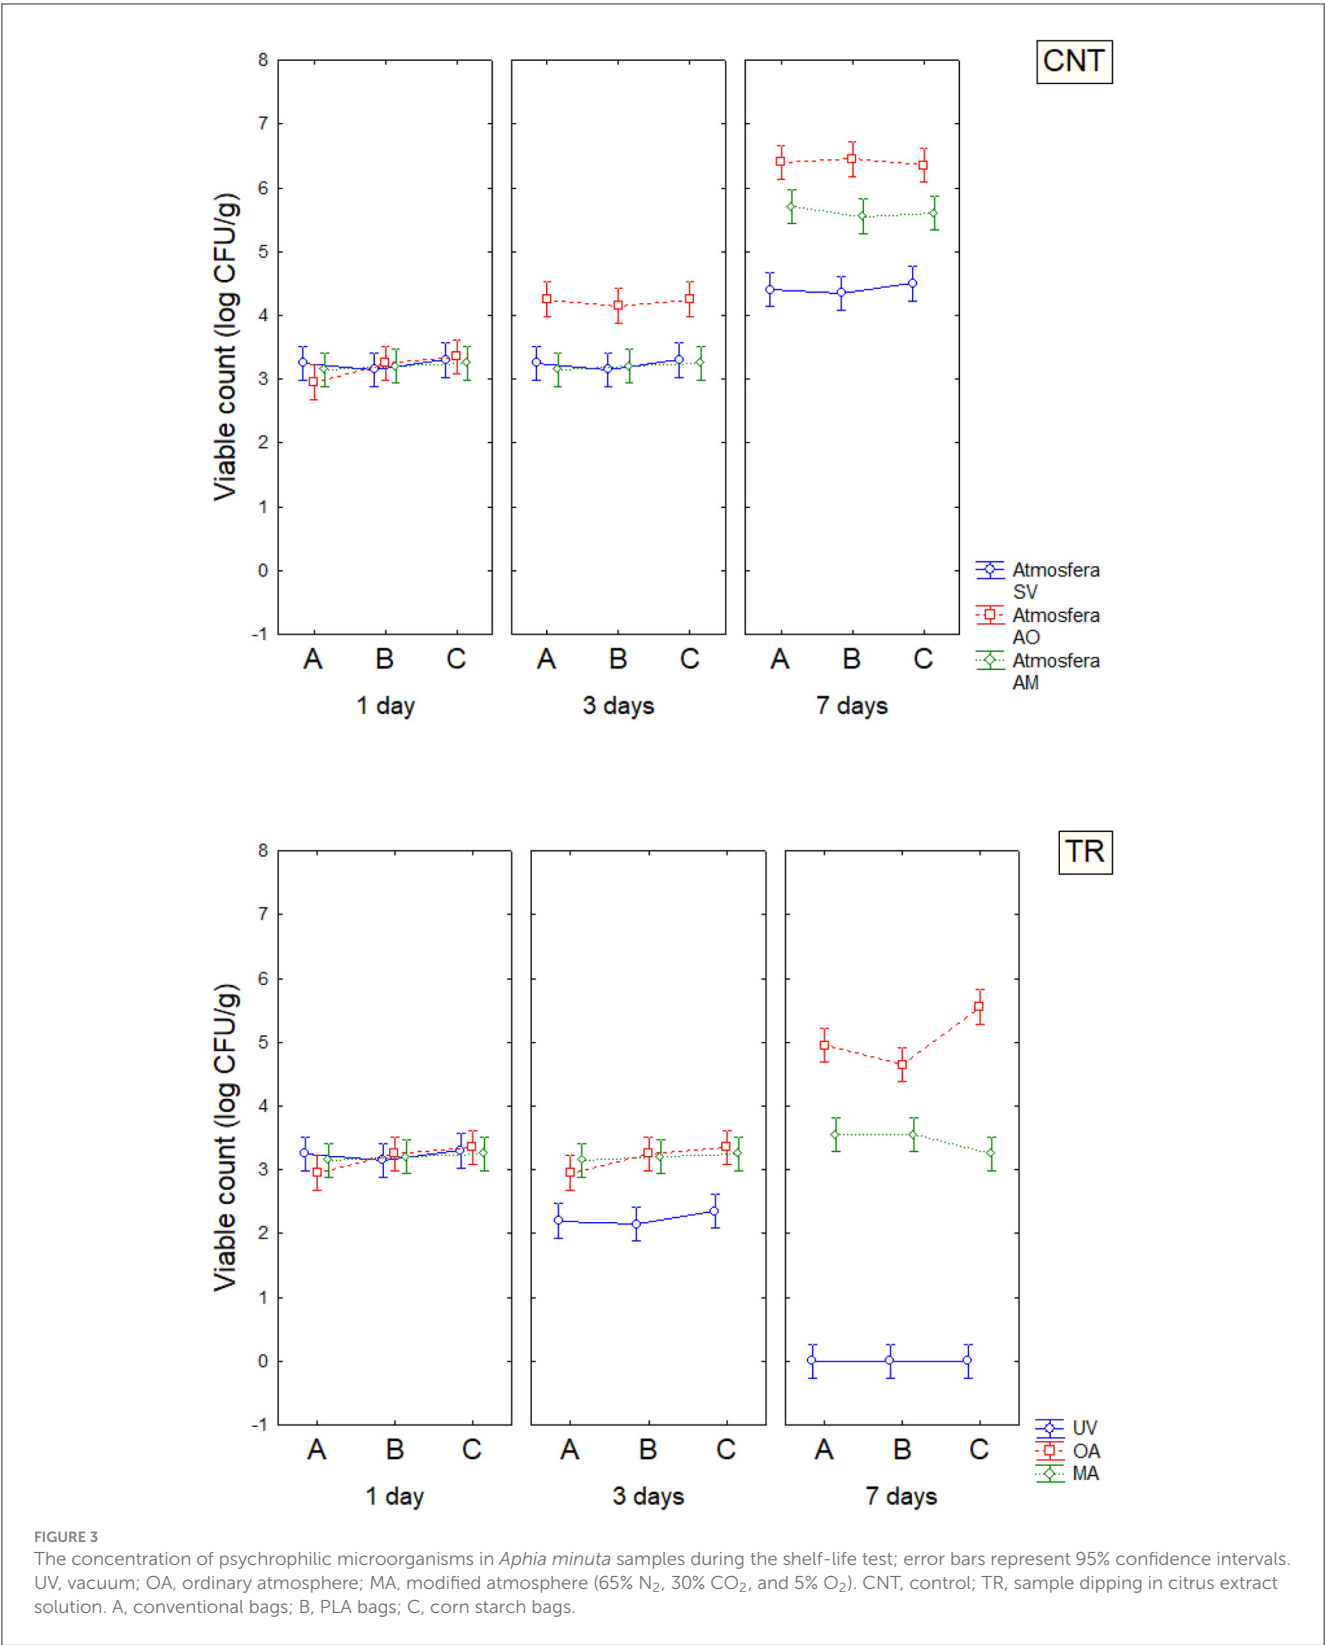 CNT
8
7
6
5
4
3
2
1
0
-1
Viable count (log CFU/g)
A B C A B C A B C
1 day 3 days 7 days
Atmosfera
SV
Atmosfera
AO
Atmosfera
AM
TR
8
7
6
5
4
3
2
1
0
-1
Viable count (log CFU/g)
A B C A B C A B C
1 day 3 days 7 days
UV
OA
MA
FIGURE 3
The concentration of psychrophilic microorganisms in Aphia minuta samples during the shelf-life test; error bars represent 95% confidence intervals.
UV, vacuum; OA, ordinary atmosphere; MA, modified atmosphere (65% N₂, 30% CO₂, and 5% O₂). CNT, control; TR, sample dipping in citrus extract
solution. A, conventional bags; B, PLA bags; C, corn starch bags.